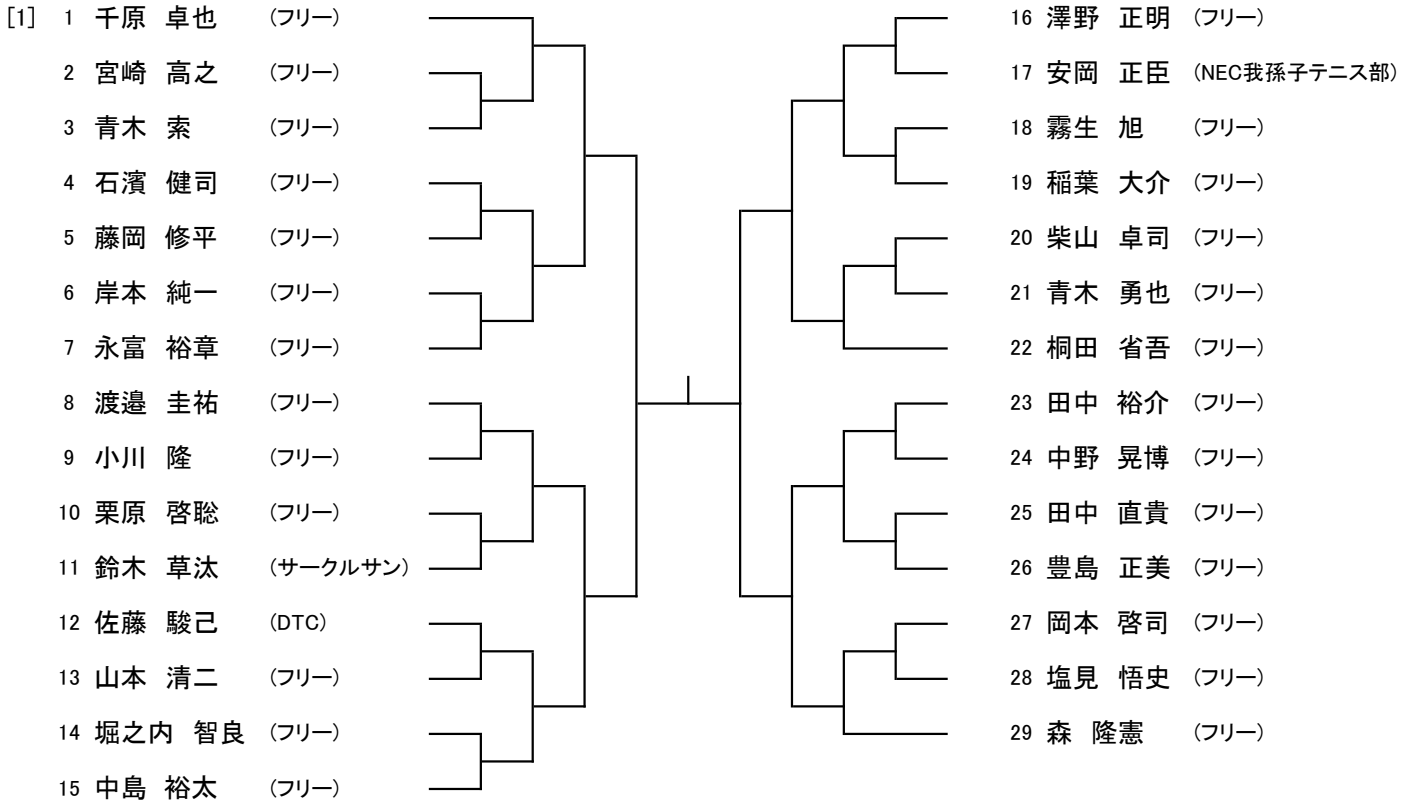 [1] 1 千原 卓也 (フリー)
2 宮崎 高之 (フリー)
3 青木 索 (フリー)
4 石濱 健司 (フリー)
5 藤岡 修平 (フリー)
6 岸本 純一 (フリー)
7 永富 裕章 (フリー)
8 渡邉 圭祐 (フリー)
9 小川 隆 (フリー)
10 栗原 啓聡 (フリー)
11 鈴木 草汰 (サークルサン)
12 佐藤 駿己 (DTC)
13 山本 清二 (フリー)
14 堀之内 智良 (フリー)
15 中島 裕太 (フリー)
16 澤野 正明 (フリー)
17 安岡 正臣 (NEC我孫子テニス部)
18 霧生 旭 (フリー)
19 稲葉 大介 (フリー)
20 柴山 卓司 (フリー)
21 青木 勇也 (フリー)
22 桐田 省吾 (フリー)
23 田中 裕介 (フリー)
24 中野 晃博 (フリー)
25 田中 直貴 (フリー)
26 豊島 正美 (フリー)
27 岡本 啓司 (フリー)
28 塩見 悟史 (フリー)
29 森 隆憲 (フリー)